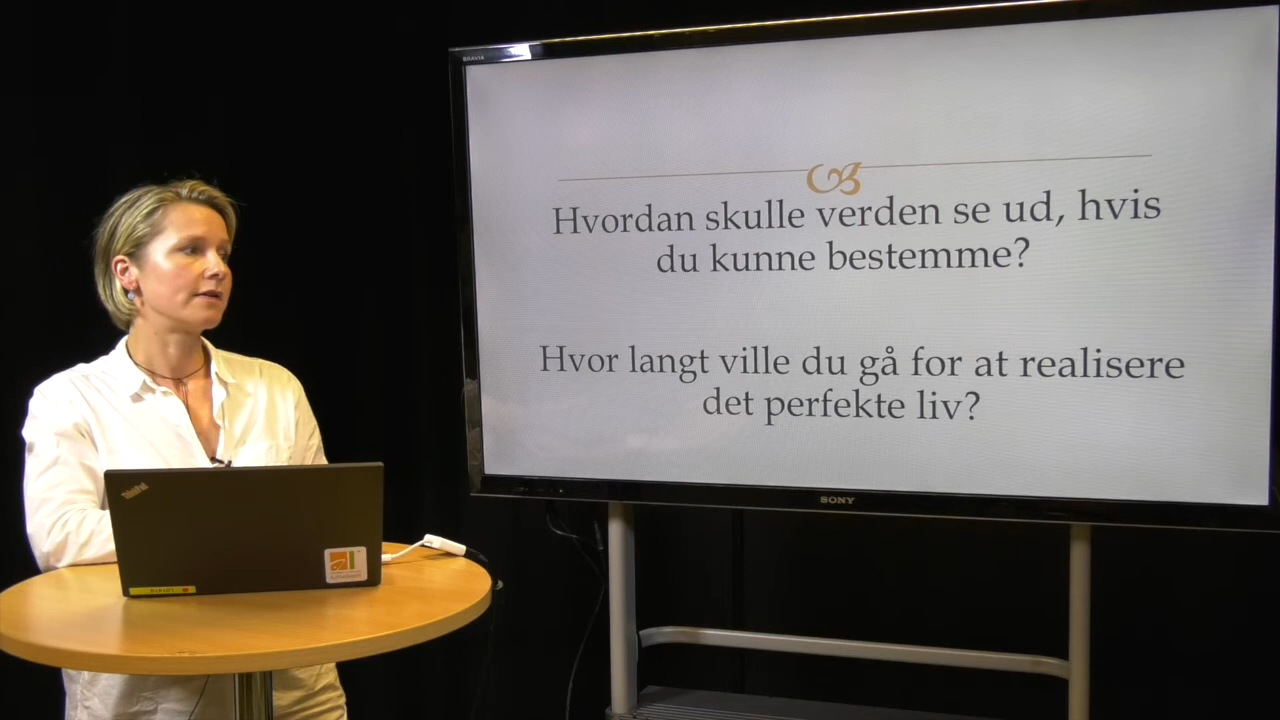 BRAVIA
Hvordan skulle verden se ud, hvis
du kunne bestemme?
Hvor langt ville du gå for at realisere
det perfekte liv?
SONY
ThinkPad